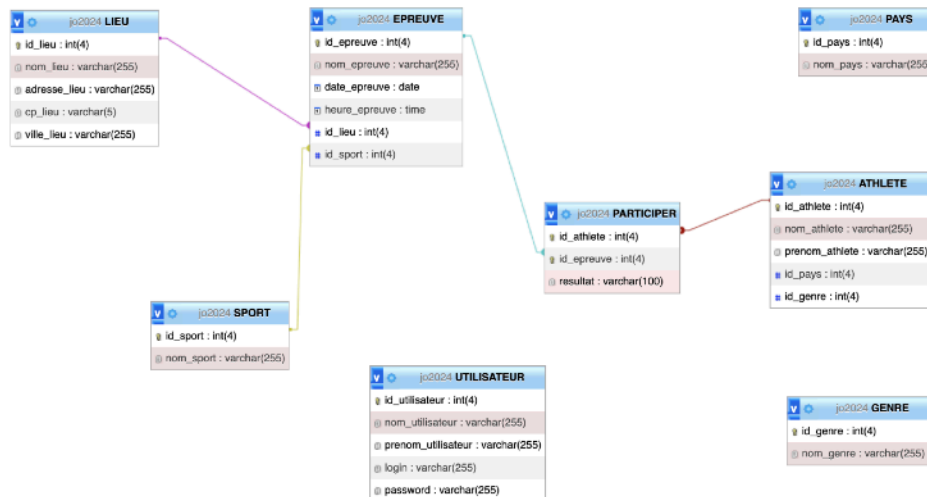 jo2024 LIEU
id_lieu : int(4)
nom_lieu : varchar(255)
adresse_lieu : varchar(255)
cp_lieu : varchar(5)
ville_lieu : varchar(255)
jo2024 EPREUVE
id_epreuve : int(4)
nom_epreuve : varchar(255)
date_epreuve : date
heure_epreuve : time
id_lieu : int(4)
id_sport : int(4)
jo2024 PAYS
id_pays : int(4)
nom_pays : varchar(255
jo2024 ATHLETE
id_athlete : int(4)
nom_athlete : varchar(255)
prenom_athlete : varchar(255)
id_pays : int(4)
id_genre : int(4)
jo2024 PARTICIPER
id_athlete : int(4)
id_epreuve : int(4)
resultat : varchar(100)
jo2024 SPORT
id_sport : int(4)
nom_sport : varchar(255)
jo2024 UTILISATEUR
id_utilisateur : int(4)
nom_utilisateur : varchar(255)
prenom_utilisateur : varchar(255)
login : varchar(255)
password : varchar(255)
jo2024 GENRE
id_genre : int(4)
nom_genre : varchar(255)